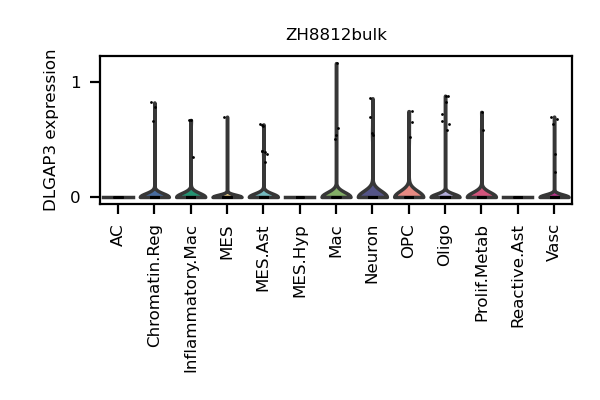 ZH8812bulk
DLGAP3 expression
1
0
AC
Chromatin.Reg
Inflammatory.Mac
MES
MES.Ast
MES.Hyp
Mac
Neuron
OPC
Oligo
Prolif.Metab
Reactive.Ast
Vasc